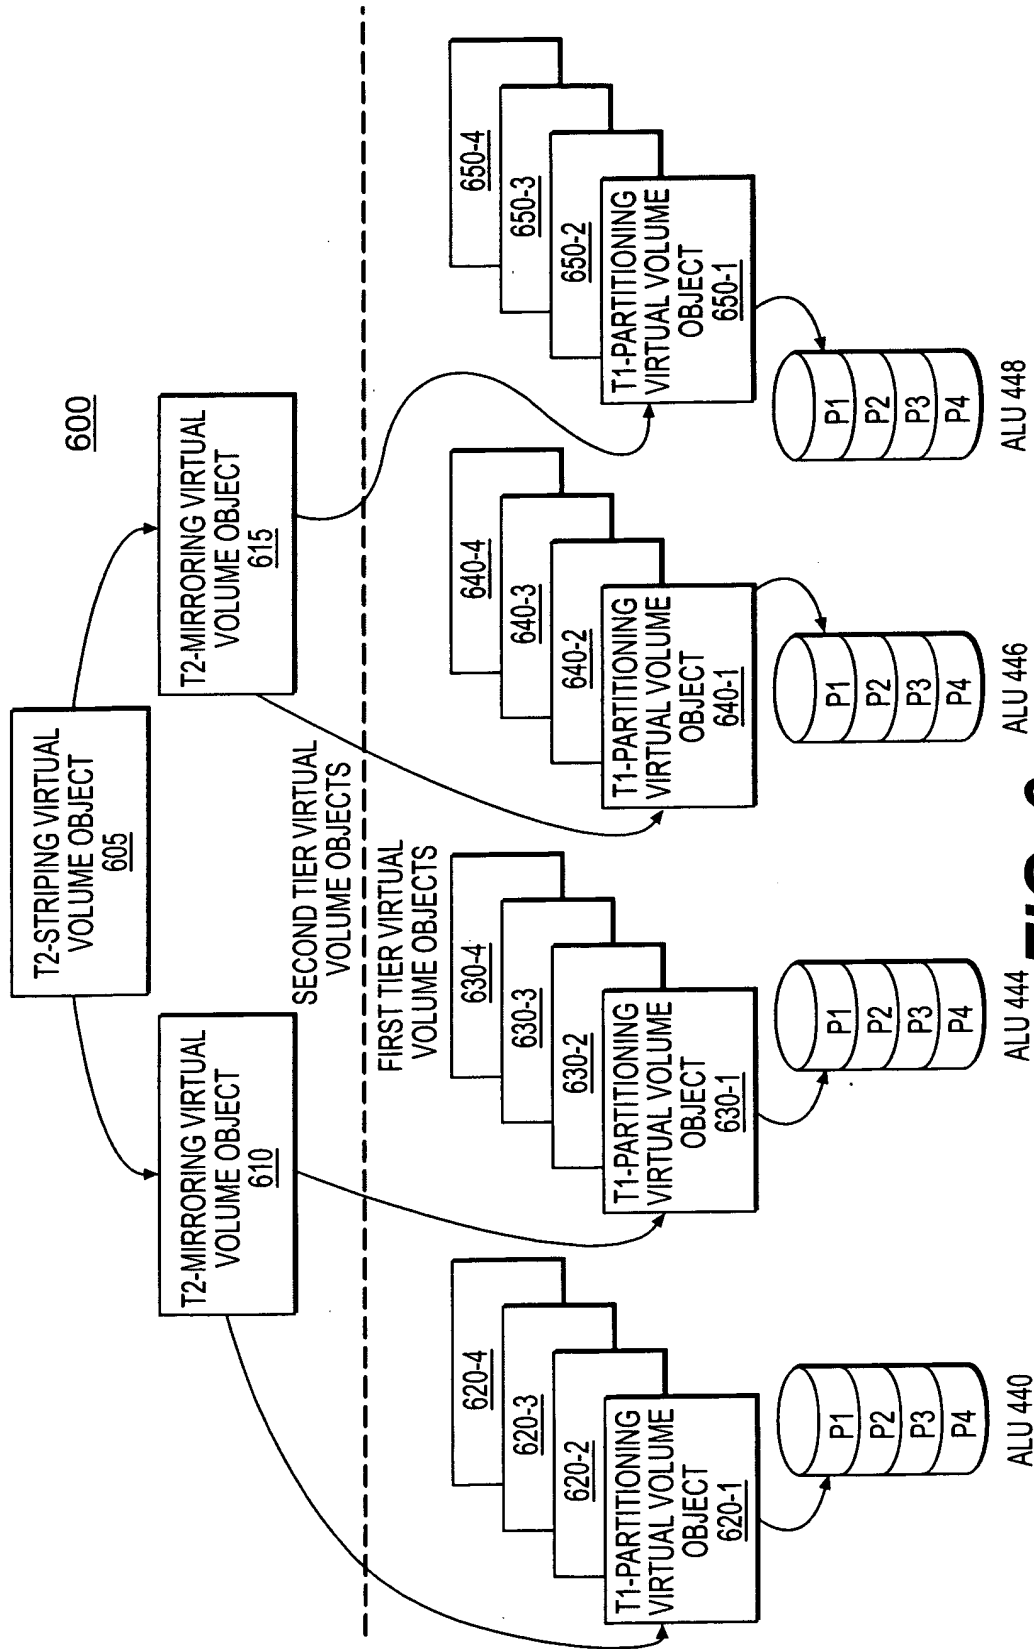 600
T2-STRIPING VIRTUAL
VOLUME OBJECT
605
T2-MIRRORING VIRTUAL
VOLUME OBJECT
610
T2-MIRRORING VIRTUAL
VOLUME OBJECT
615
SECOND TIER VIRTUAL
VOLUME OBJECTS
FIRST TIER VIRTUAL
VOLUME OBJECTS
620-4
620-3
620-2
T1-PARTITIONING
VIRTUAL VOLUME
OBJECT
620-1
630-4
630-3
630-2
T1-PARTITIONING
VIRTUAL VOLUME
OBJECT
630-1
640-4
640-3
640-2
T1-PARTITIONING
VIRTUAL VOLUME
OBJECT
640-1
650-4
650-3
650-2
T1-PARTITIONING
VIRTUAL VOLUME
OBJECT
650-1
P1
P2
P3
P4
ALU 440
P1
P2
P3
P4
ALU 444
P1
P2
P3
P4
ALU 446
P1
P2
P3
P4
ALU 448